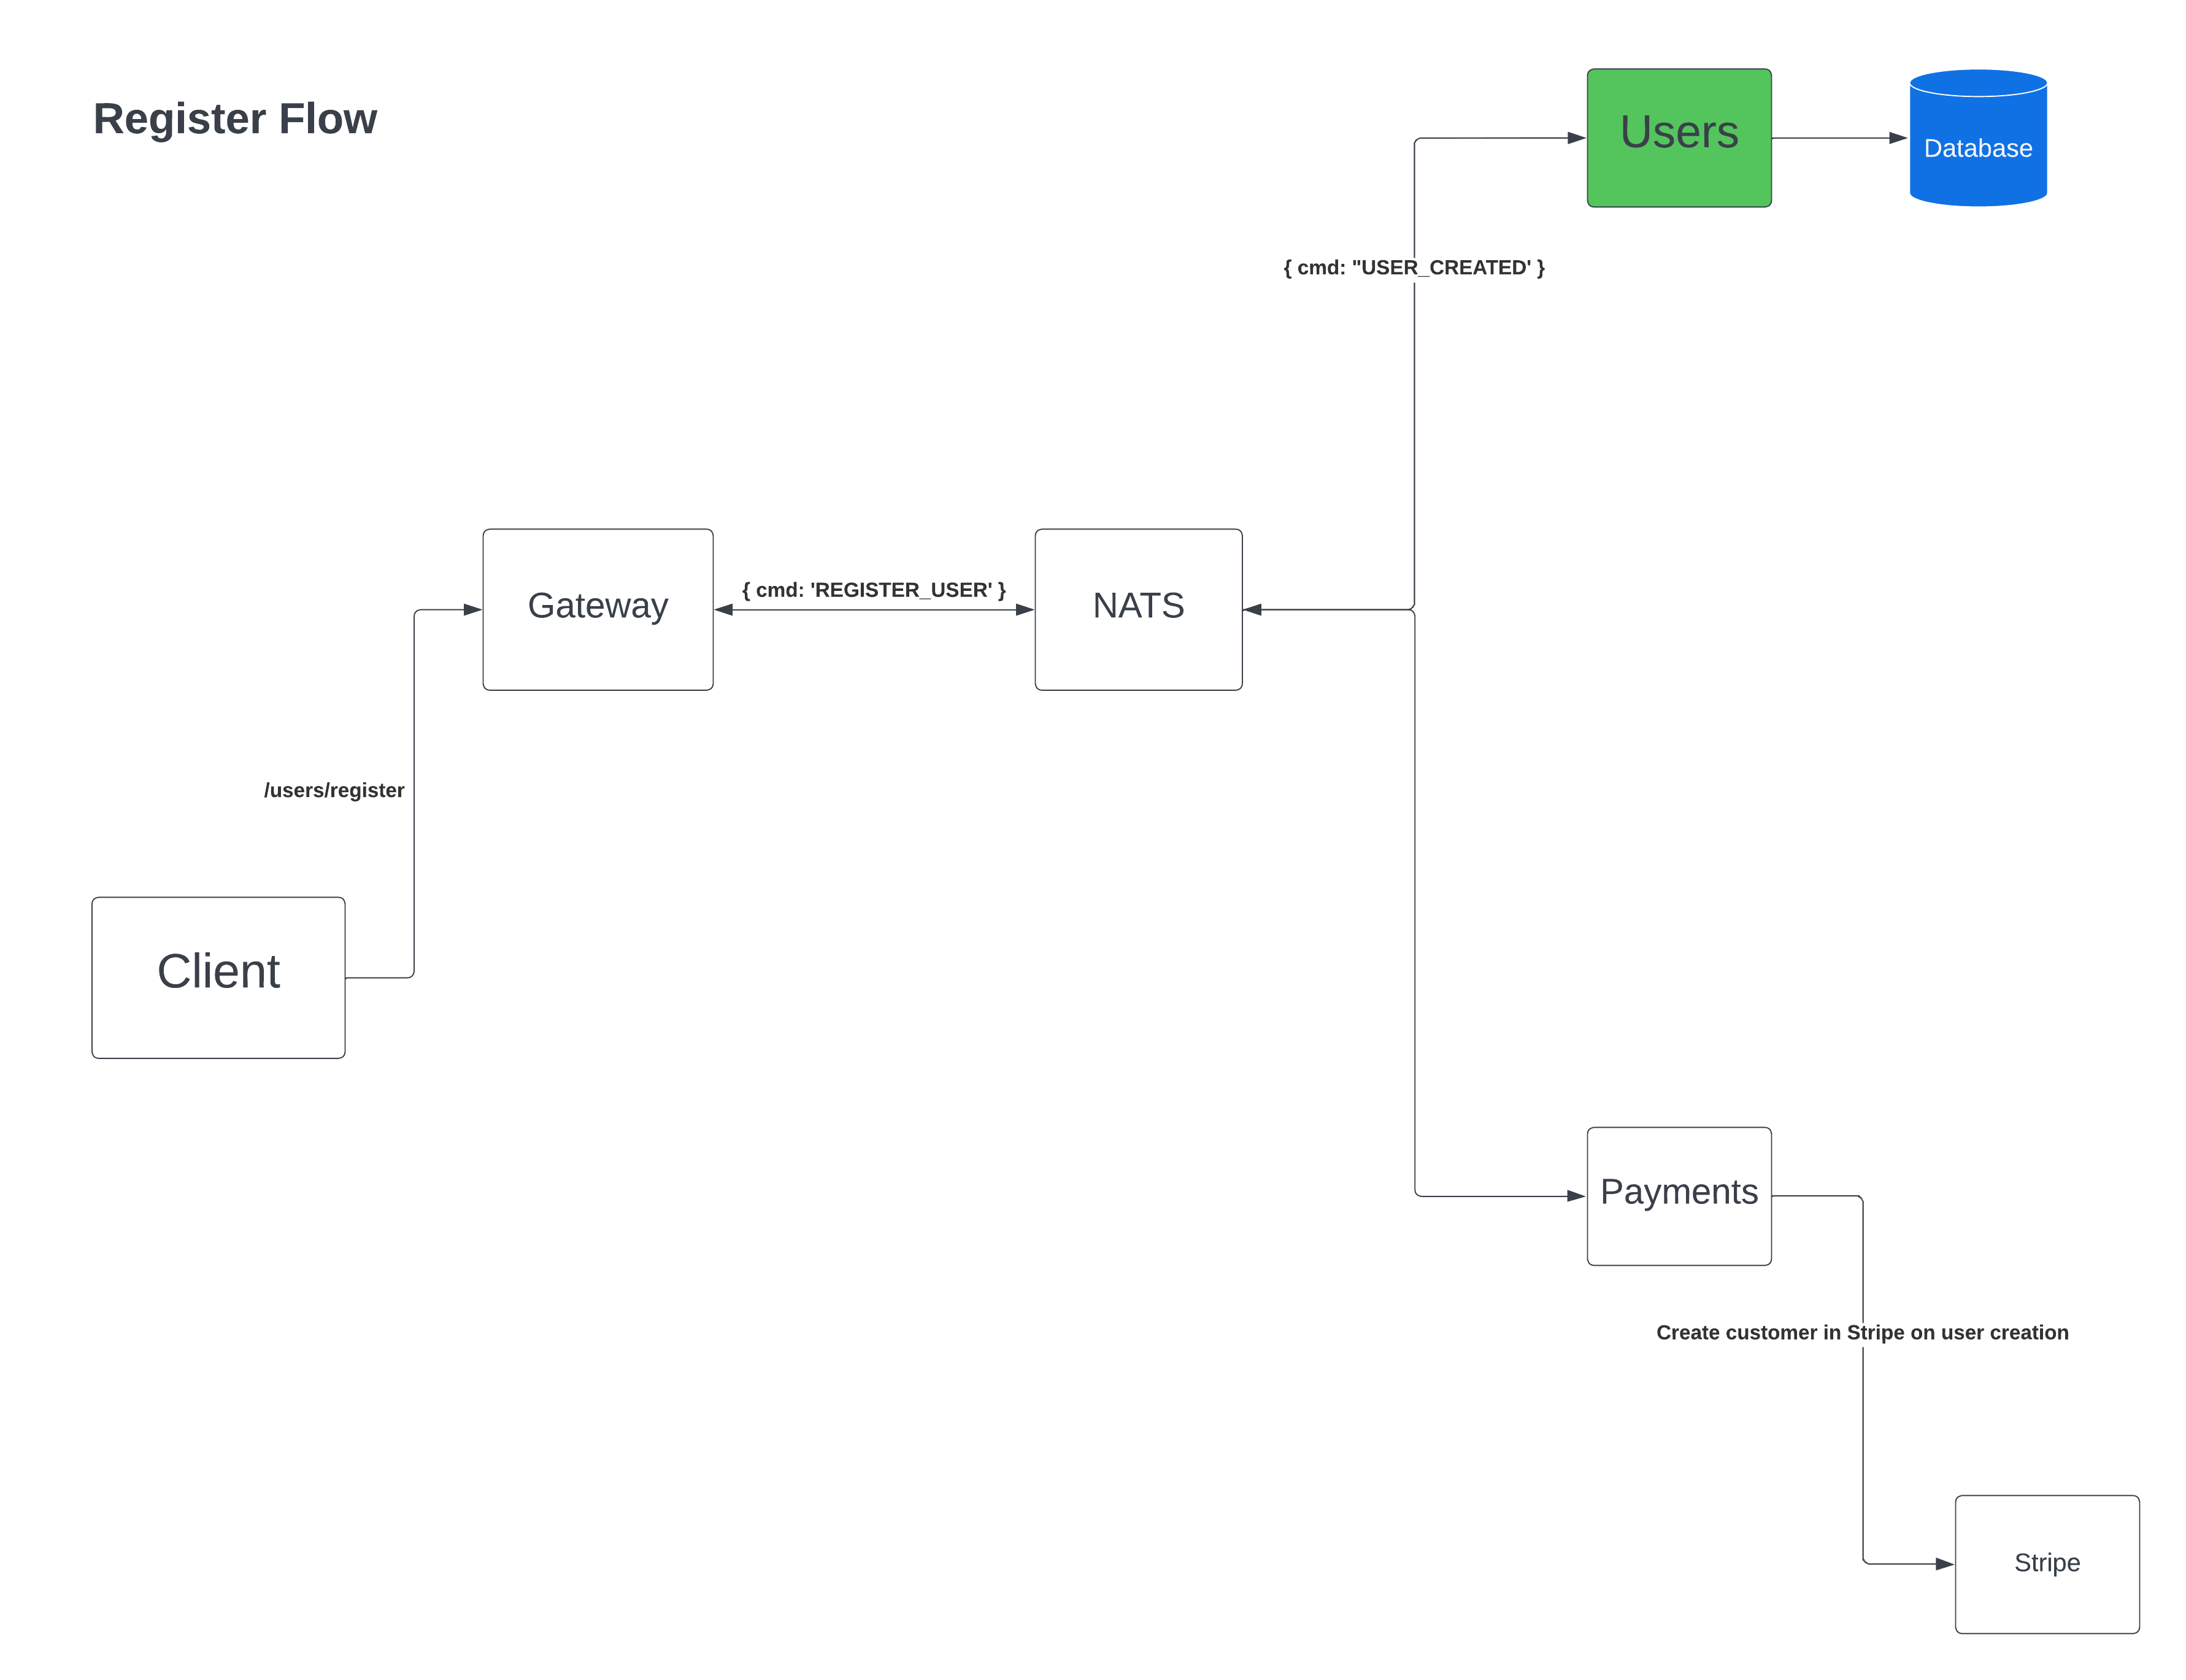 Register Flow
Users
Database
{ cmd: "USER_CREATED' }
Gateway
{ cmd: 'REGISTER_USER' }
NATS
/users/register
Client
Payments
Create customer in Stripe on user creation
Stripe